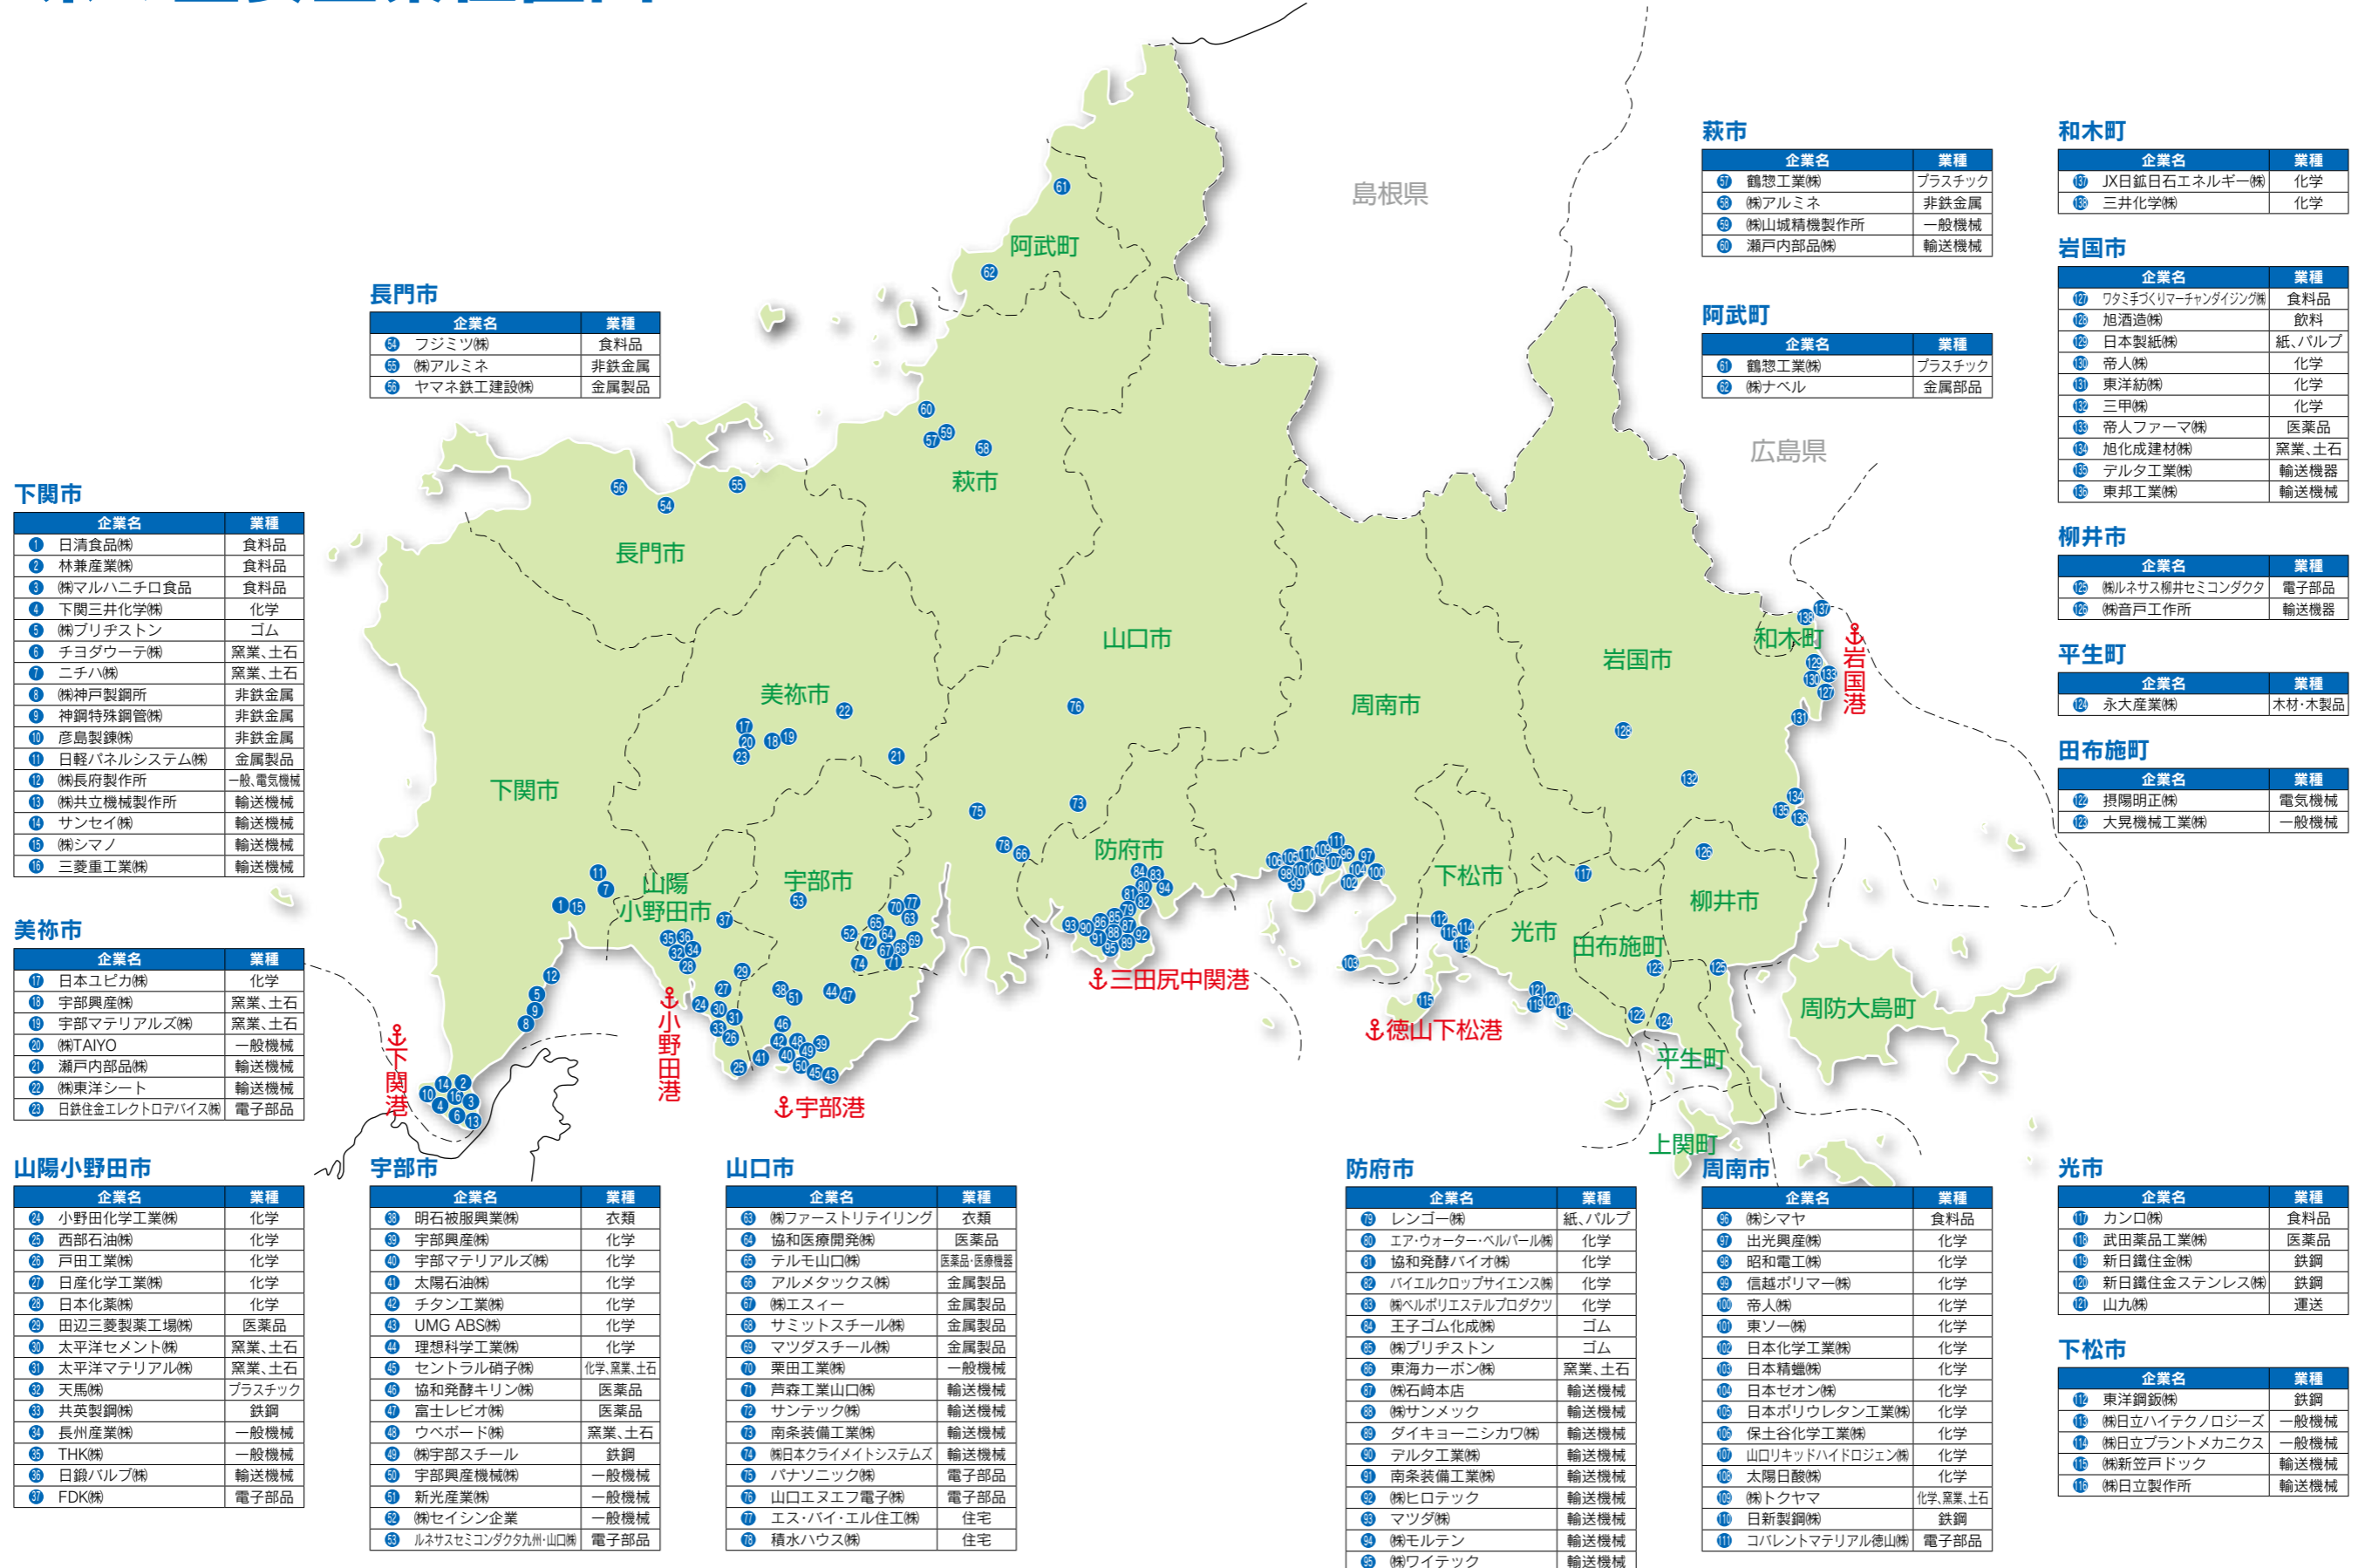 長門市
企業名 業種
54 フジミツ㈱ 食料品
55 ㈱アルミネ 非鉄金属
56 ヤマネ鉄工建設㈱ 金属製品
下関市
企業名 業種
1 日清食品㈱ 食料品
2 林兼産業㈱ 食料品
3 ㈱マルハニチロ食品 食料品
4 下関三井化学㈱ 化学
5 ㈱ブリヂストン ゴム
6 チヨダウーテ㈱ 窯業、土石
7 ニチハ㈱ 窯業、土石
8 ㈱神戸製鋼所 非鉄金属
9 神鋼特殊鋼管㈱ 非鉄金属
10 彦島製錬㈱ 非鉄金属
11 日軽パネルシステム㈱ 金属製品
12 ㈱長府製作所 一般、電気機械
13 ㈱共立機械製作所 輸送機械
14 サンセイ㈱ 輸送機械
15 ㈱シマノ 輸送機械
16 三菱重工業㈱ 輸送機械
美祢市
企業名 業種
17 日本ユピカ㈱ 化学
18 宇部興産㈱ 窯業、土石
19 宇部マテリアルズ㈱ 窯業、土石
20 ㈱TAIYO 一般機械
21 瀬戸内部品㈱ 輸送機械
22 ㈱東洋シート 輸送機械
23 日鉄住金エレクトロデバイス㈱ 電子部品
山陽小野田市
企業名 業種
24 小野田化学工業㈱ 化学
25 西部石油㈱ 化学
26 戸田工業㈱ 化学
27 日産化学工業㈱ 化学
28 日本化薬㈱ 化学
29 田辺三菱製薬工場㈱ 医薬品
30 太平洋セメント㈱ 窯業、土石
31 太平洋マテリアル㈱ 窯業、土石
32 天馬㈱ プラスチック
33 共英製鋼㈱ 鉄鋼
34 長州産業㈱ 一般機械
35 THK㈱ 一般機械
36 日鍛バルブ㈱ 輸送機械
37 FDK㈱ 電子部品
宇部市
企業名 業種
38 明石被服興業㈱ 衣類
39 宇部興産㈱ 化学
40 宇部マテリアルズ㈱ 化学
41 太陽石油㈱ 化学
42 チタン工業㈱ 化学
43 UMG ABS㈱ 化学
44 理想科学工業㈱ 化学
45 セントラル硝子㈱ 化学、窯業、土石
46 協和発酵キリン㈱ 医薬品
47 富士レビオ㈱ 医薬品
48 ウベボード㈱ 窯業、土石
49 ㈱宇部スチール 鉄鋼
50 宇部興産機械㈱ 一般機械
51 新光産業㈱ 一般機械
52 ㈱セイシン企業 一般機械
53 ルネサスセミコンダクタ九州・山口㈱ 電子部品
山口市
企業名 業種
63 ㈱ファーストリテイリング 衣類
64 協和医療開発㈱ 医薬品
65 テルモ山口㈱ 医薬品・医療機器
66 アルメタックス㈱ 金属製品
67 ㈱エスィー 金属製品
68 サミットスチール㈱ 金属製品
69 マツダスチール㈱ 金属製品
70 栗田工業㈱ 一般機械
71 芦森工業山口㈱ 輸送機械
72 サンテック㈱ 輸送機械
73 南条装備工業㈱ 輸送機械
74 ㈱日本クライメイトシステムズ 輸送機械
75 パナソニック㈱ 電子部品
76 山口エヌエフ電子㈱ 電子部品
77 エス・バイ・エル住工㈱ 住宅
78 積水ハウス㈱ 住宅
防府市
企業名 業種
79 レンゴー㈱ 紙、パルプ
80 エア・ウォーター・ベルパール㈱ 化学
81 協和発酵バイオ㈱ 化学
82 バイエルクロップサイエンス㈱ 化学
83 ㈱ベルポリエステルプロダクツ 化学
84 王子ゴム化成㈱ ゴム
85 ㈱ブリヂストン ゴム
86 東海カーボン㈱ 窯業、土石
87 ㈱石﨑本店 輸送機械
88 ㈱サンメック 輸送機械
89 ダイキョーニシカワ㈱ 輸送機械
90 デルタ工業㈱ 輸送機械
91 南条装備工業㈱ 輸送機械
92 ㈱ヒロテック 輸送機械
93 マツダ㈱ 輸送機械
94 ㈱モルテン 輸送機械
95 ㈱ワイテック 輸送機械
周南市
企業名 業種
96 ㈱シマヤ 食料品
97 出光興産㈱ 化学
98 昭和電工㈱ 化学
99 信越ポリマー㈱ 化学
100 帝人㈱ 化学
101 東ソー㈱ 化学
102 日本化学工業㈱ 化学
103 日本精蠟㈱ 化学
104 日本ゼオン㈱ 化学
105 日本ポリウレタン工業㈱ 化学
106 保土谷化学工業㈱ 化学
107 山口リキッドハイドロジェン㈱ 化学
108 太陽日酸㈱ 化学
109 ㈱トクヤマ 化学、窯業、土石
110 日新製鋼㈱ 鉄鋼
111 コバレントマテリアル徳山㈱ 電子部品
萩市
企業名 業種
57 鶴惣工業㈱ プラスチック
58 ㈱アルミネ 非鉄金属
59 ㈱山城精機製作所 一般機械
60 瀬戸内部品㈱ 輸送機械
阿武町
企業名 業種
61 鶴惣工業㈱ プラスチック
62 ㈱ナベル 金属部品
和木町
企業名 業種
137 JX日鉱日石エネルギー㈱ 化学
138 三井化学㈱ 化学
岩国市
企業名 業種
127 ワタミ手づくりマーチャンダイジング㈱ 食料品
128 旭酒造㈱ 飲料
129 日本製紙㈱ 紙、パルプ
130 帝人㈱ 化学
131 東洋紡㈱ 化学
132 三甲㈱ 化学
133 帝人ファーマ㈱ 医薬品
134 旭化成建材㈱ 窯業、土石
135 デルタ工業㈱ 輸送機器
136 東邦工業㈱ 輸送機械
柳井市
企業名 業種
125 ㈱ルネサス柳井セミコンダクタ 電子部品
126 ㈱音戸工作所 輸送機器
平生町
企業名 業種
124 永大産業㈱ 木材・木製品
田布施町
企業名 業種
122 摂陽明正㈱ 電気機械
123 大晃機械工業㈱ 一般機械
光市
企業名 業種
117 カンロ㈱ 食料品
118 武田薬品工業㈱ 医薬品
119 新日鐵住金㈱ 鉄鋼
120 新日鐵住金ステンレス㈱ 鉄鋼
121 山九㈱ 運送
下松市
企業名 業種
112 東洋鋼鈑㈱ 鉄鋼
113 ㈱日立ハイテクノロジーズ 一般機械
114 ㈱日立プラントメカニクス 一般機械
115 ㈱新笠戸ドック 輸送機械
116 ㈱日立製作所 輸送機械
島根県
広島県
阿武町
萩市
長門市
山口市
美祢市
下関市
山陽
小野田市
宇部市
防府市
周南市
岩国市
和木町
下松市
光市
田布施町
柳井市
周防大島町
平生町
上関町
岩国港
三田尻中関港
徳山下松港
宇部港
小野田港
下関港